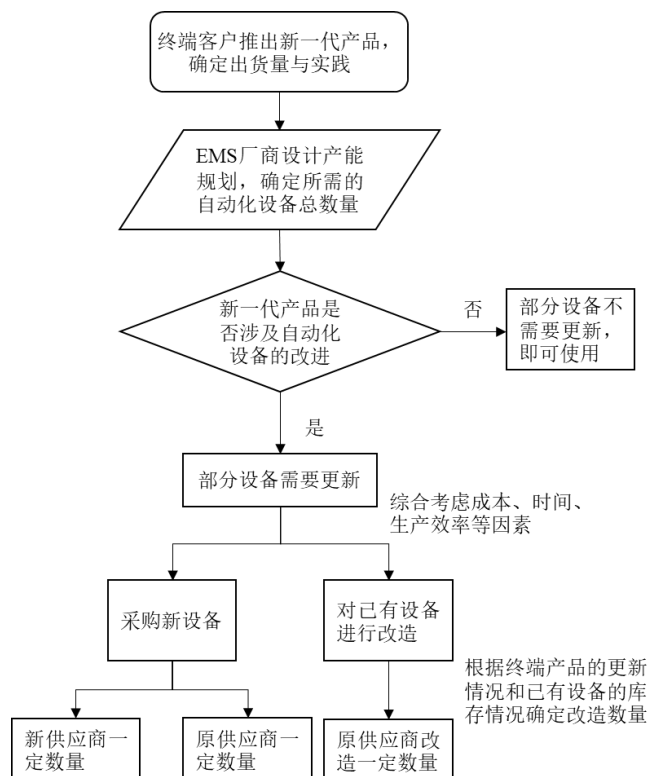 终端客户推出新一代产品，
确定出货量与实践
EMS厂商设计产能
规划，确定所需的
自动化设备总数量
新一代产品是
否涉及自动化
设备的改进
否
部分设备不
需要更新，
即可使用
是
部分设备需要更新
综合考虑成本、时间、
生产效率等因素
采购新设备
对已有设备
进行改造
根据终端产品的更新
情况和已有设备的库
存情况确定改造数量
新供应商一
定数量
原供应商一
定数量
原供应商改
造一定数量